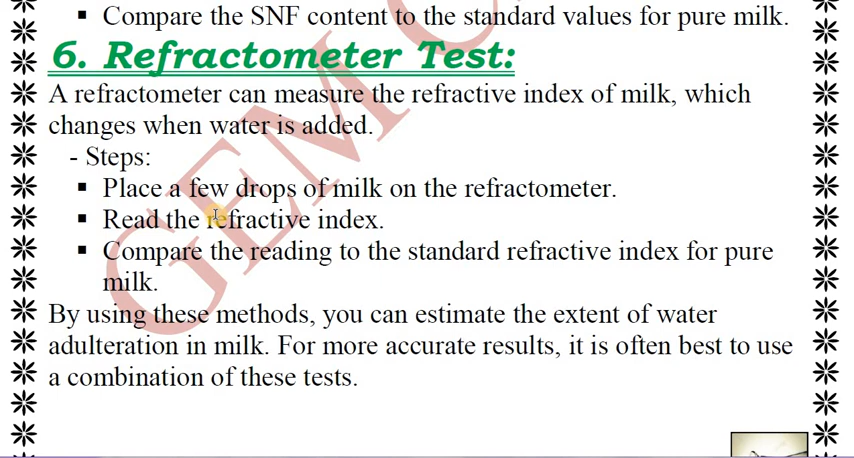 ▪ Compare the SNF content to the standard values for pure milk.
6. Refractometer Test:
A refractometer can measure the refractive index of milk, which
changes when water is added.
- Steps:
▪ Place a few drops of milk on the refractometer.
▪ Read the refractive index.
▪ Compare the reading to the standard refractive index for pure
milk.
By using these methods, you can estimate the extent of water
adulteration in milk. For more accurate results, it is often best to use
a combination of these tests.
GEM